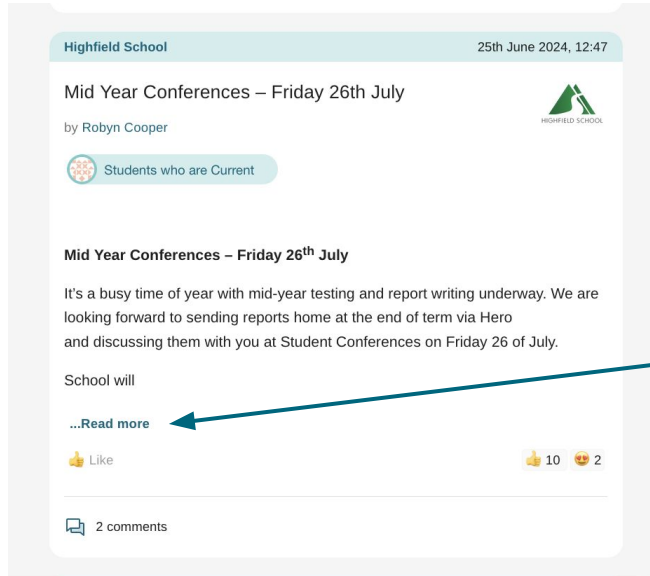 Highfield School 25th June 2024, 12:47
Mid Year Conferences – Friday 26th July
HIGHFIELD SCHOOL
by Robyn Cooper
Students who are Current
Mid Year Conferences – Friday 26th July
It's a busy time of year with mid-year testing and report writing underway. We are
looking forward to sending reports home at the end of term via Hero
and discussing them with you at Student Conferences on Friday 26 of July.
School will
...Read more
Like 10 2
2 comments